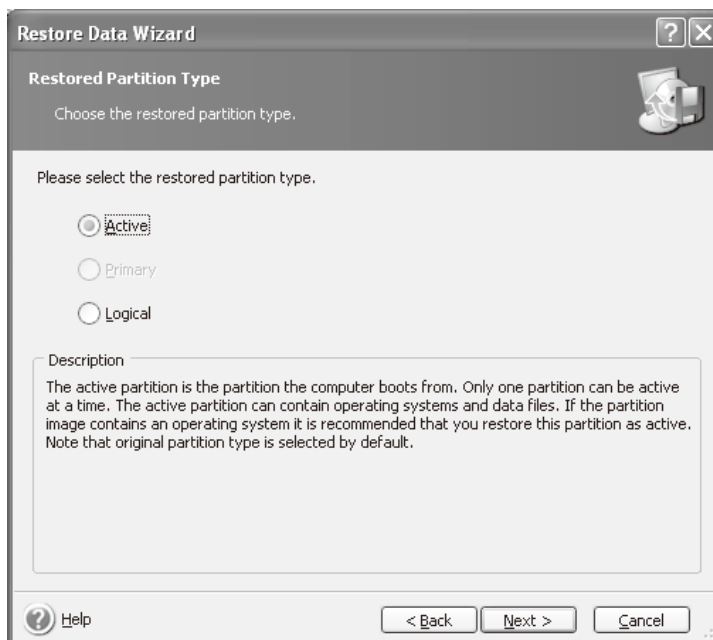 Restore Data Wizard
Restored Partition Type
Choose the restored partition type.
Please select the restored partition type.
Active
Primary
Logical
Description
The active partition is the partition the computer boots from. Only one partition can be active
at a time. The active partition can contain operating systems and data files. If the partition
image contains an operating system it is recommended that you restore this partition as active.
Note that original partition type is selected by default.
Help
< Back
Next >
Cancel